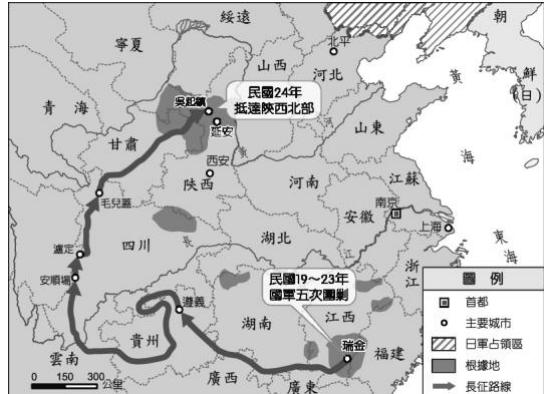 綏遠
朝
鮮
(日)
寧夏
北平
山西
河北
黃
海
青海
吳起鎮
民國24年
抵達陝西北部
延安
甘肅
山東
西安
陝西
河南
江蘇
毛兒蓋
安徽
南京
上海
東
海
四川
湖北
長
江
浙
江
瀘定
安順場
民國19～23年
國軍五次圍剿
遵義
湖南
江西
貴州
瑞金
福建
雲南
廣西
廣東
0 150 300
公里
圖例
首都
主要城市
日軍占領區
根據地
長征路線